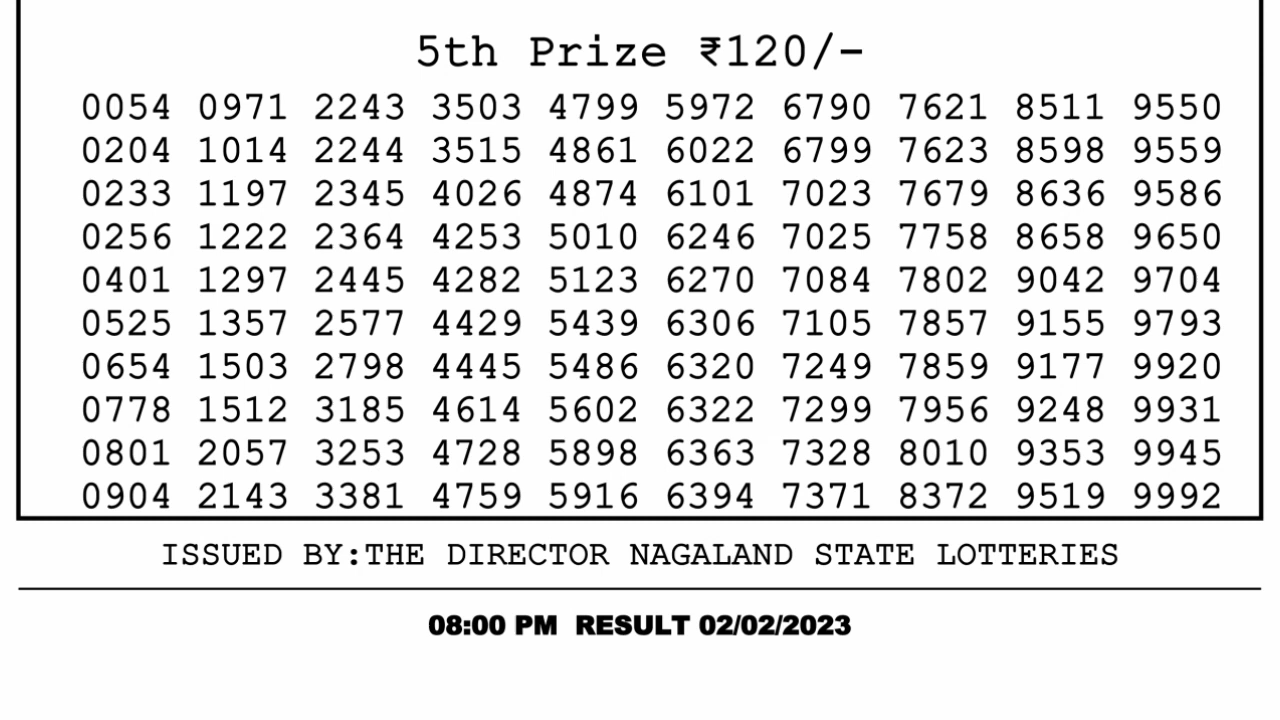 5th Prize ₹120/-
0054 0971 2243 3503 4799 5972 6790 7621 8511 9550
0204 1014 2244 3515 4861 6022 6799 7623 8598 9559
0233 1197 2345 4026 4874 6101 7023 7679 8636 9586
0256 1222 2364 4253 5010 6246 7025 7758 8658 9650
0401 1297 2445 4282 5123 6270 7084 7802 9042 9704
0525 1357 2577 4429 5439 6306 7105 7857 9155 9793
0654 1503 2798 4445 5486 6320 7249 7859 9177 9920
0778 1512 3185 4614 5602 6322 7299 7956 9248 9931
0801 2057 3253 4728 5898 6363 7328 8010 9353 9945
0904 2143 3381 4759 5916 6394 7371 8372 9519 9992
ISSUED BY:THE DIRECTOR NAGALAND STATE LOTTERIES
08:00 PM RESULT 02/02/2023